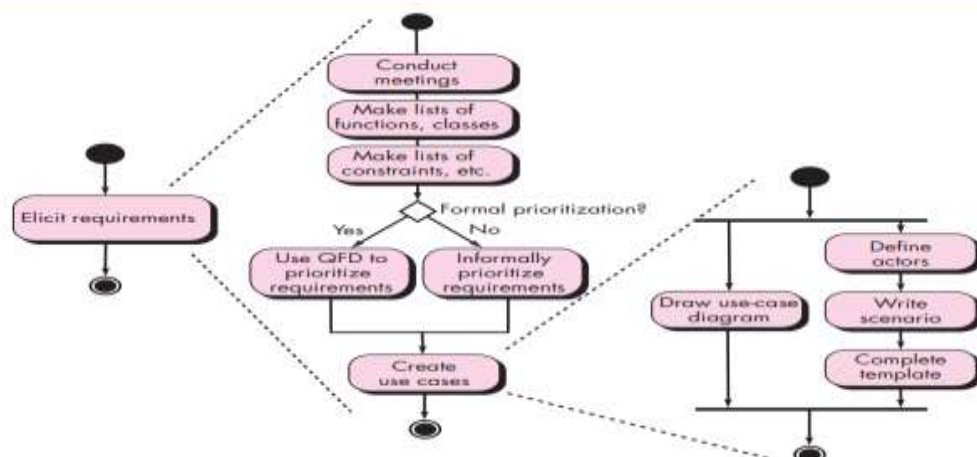 Elicit requirements
Conduct
meetings
Make lists of
functions, classes
Make lists of
constraints, etc.
Formal prioritization?
Yes
No
Use QFD to
prioritize
requirements
Informally
prioritize
requirements
Create
use cases
Draw use-case
diagram
Define
actors
Write
scenario
Complete
template